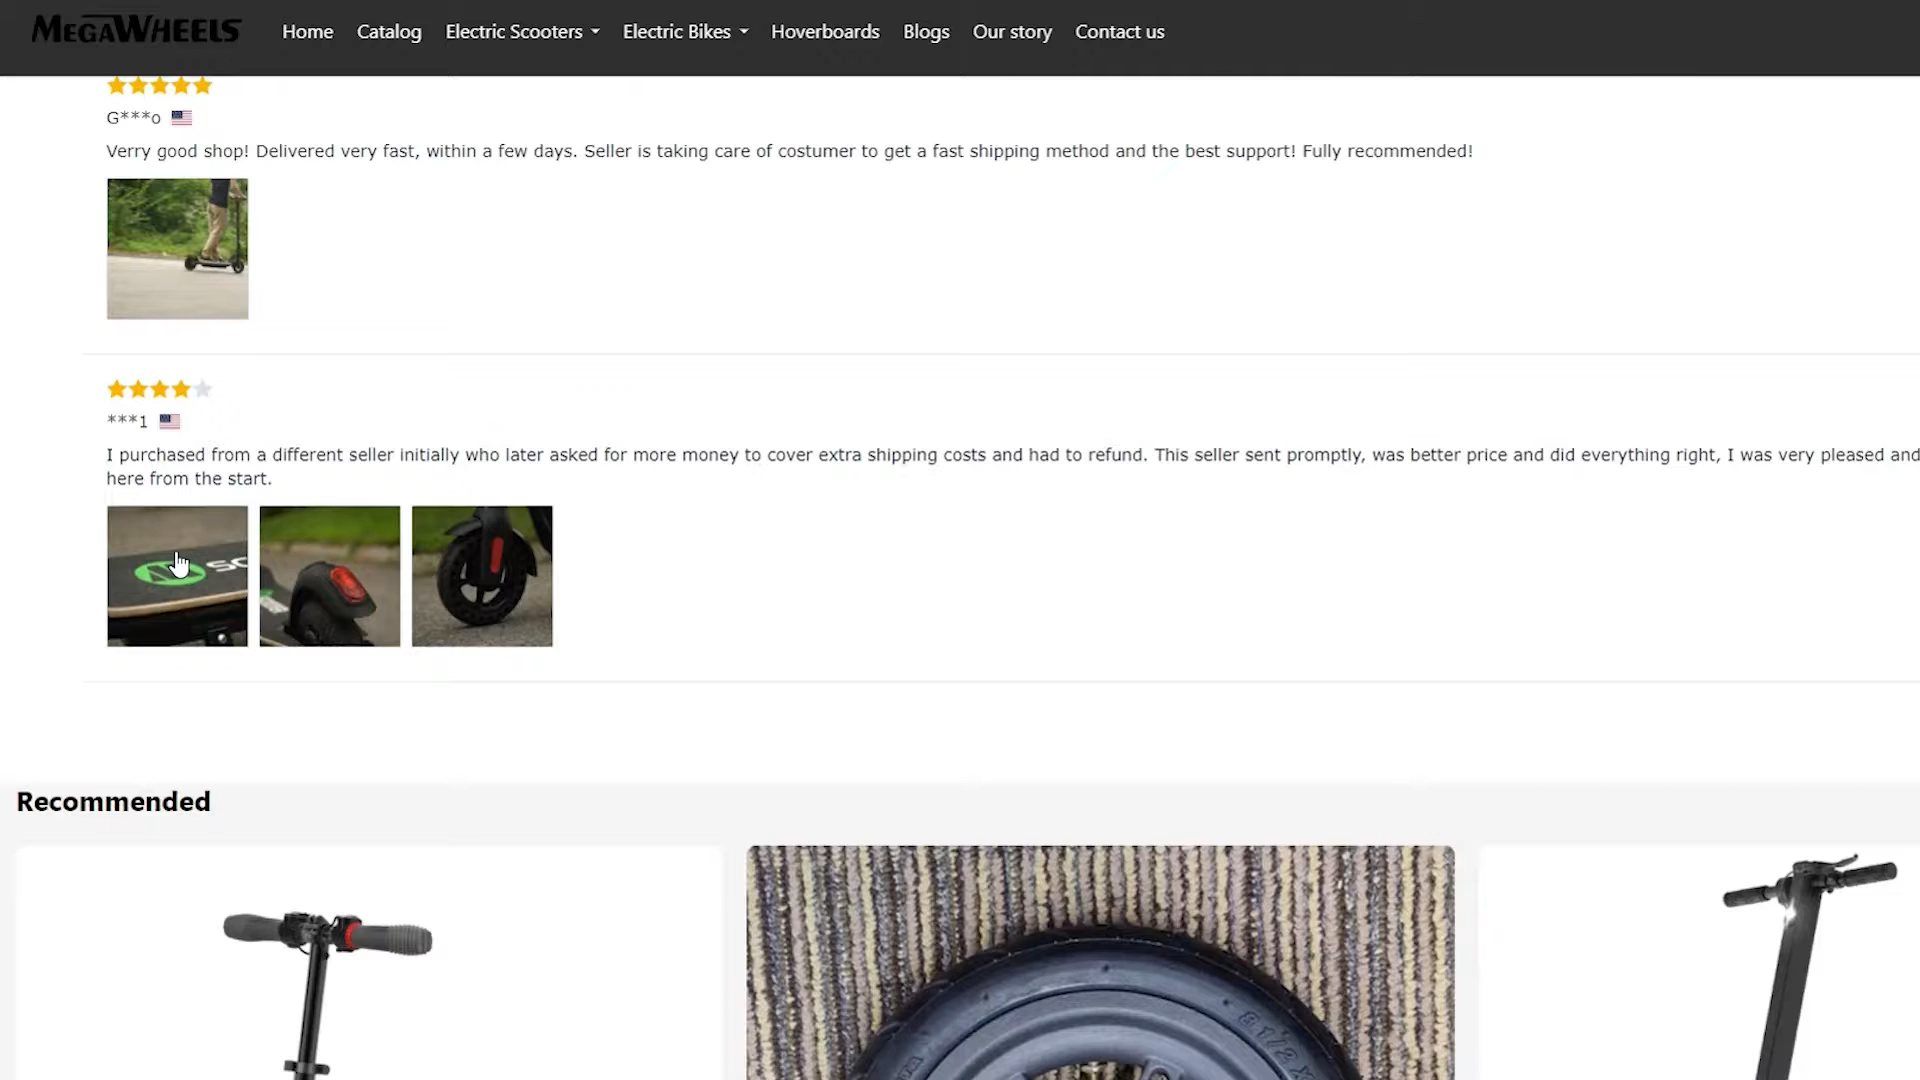 MEGAWHEELS
Home Catalog Electric Scooters Electric Bikes Hoverboards Blogs Our story Contact us
G***o
Verry good shop! Delivered very fast, within a few days. Seller is taking care of costumer to get a fast shipping method and the best support! Fully recommended!
***1
I purchased from a different seller initially who later asked for more money to cover extra shipping costs and had to refund. This seller sent promptly, was better price and did everything right, I was very pleased and
here from the start.
SC
Recommended
8 1/2 X